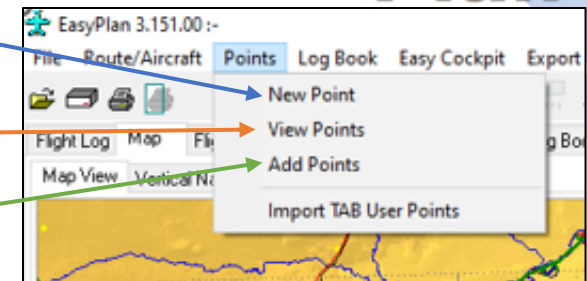 EasyPlan 3.151.00 :-
File Route/Aircraft Points Log Book Easy Cockpit Export
New Point
View Points
Add Points
Import TAB User Points
Flight Log Map
Map View Vertical